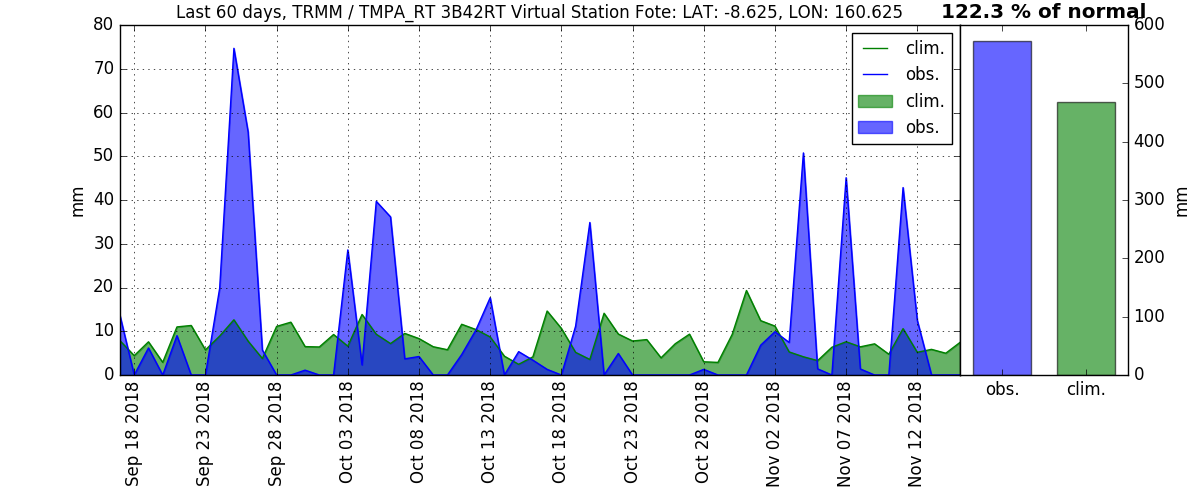 Last 60 days, TRMM / TMPA_RT 3B42RT Virtual Station Fote: LAT: -8.625, LON: 160.625
122.3 % of normal
80
70
60
50
40
30
20
10
0
mm
clim.
obs.
clim.
obs.
600
500
400
300
200
100
0
mm
obs.
clim.
Sep 18 2018
Sep 23 2018
Sep 28 2018
Oct 03 2018
Oct 08 2018
Oct 13 2018
Oct 18 2018
Oct 23 2018
Oct 28 2018
Nov 02 2018
Nov 07 2018
Nov 12 2018